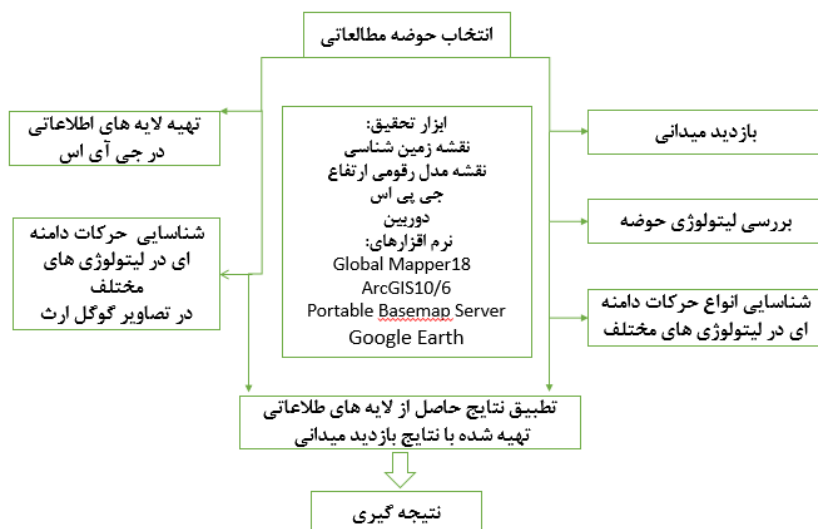 انتخاب حوضه مطالعاتی
بازدید میدانی
بررسی لیتولوژی حوضه
شناسایی انواع حرکات دامنه
ای در لیتولوژی های مختلف
ابزار تحقیق:
نقشه زمین شناسی
نقشه مدل رقومی ارتفاع
جی پی اس
دوربین
نرم افزارهای:
Global Mapper18
ArcGIS10/6
Portable Basemap Server
Google Earth
تهیه لایه های اطلاعاتی
در جی آی اس
شناسایی حرکات دامنه
ای در لیتولوژی های
مختلف
در تصاویر گوگل ارث
تطبیق نتایج حاصل از لایه های طلاعاتی
تهیه شده با نتایج بازدید میدانی
نتیجه گیری